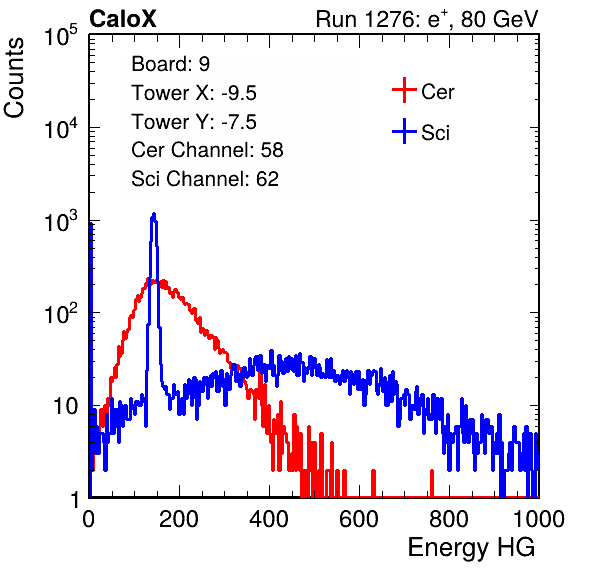 CaloX Run 1276: e⁺, 80 GeV
Counts
10⁵
10⁴
10³
10²
10
1
Board: 9
Tower X: -9.5
Tower Y: -7.5
Cer Channel: 58
Sci Channel: 62
Cer
Sci
0 200 400 600 800 1000
Energy HG